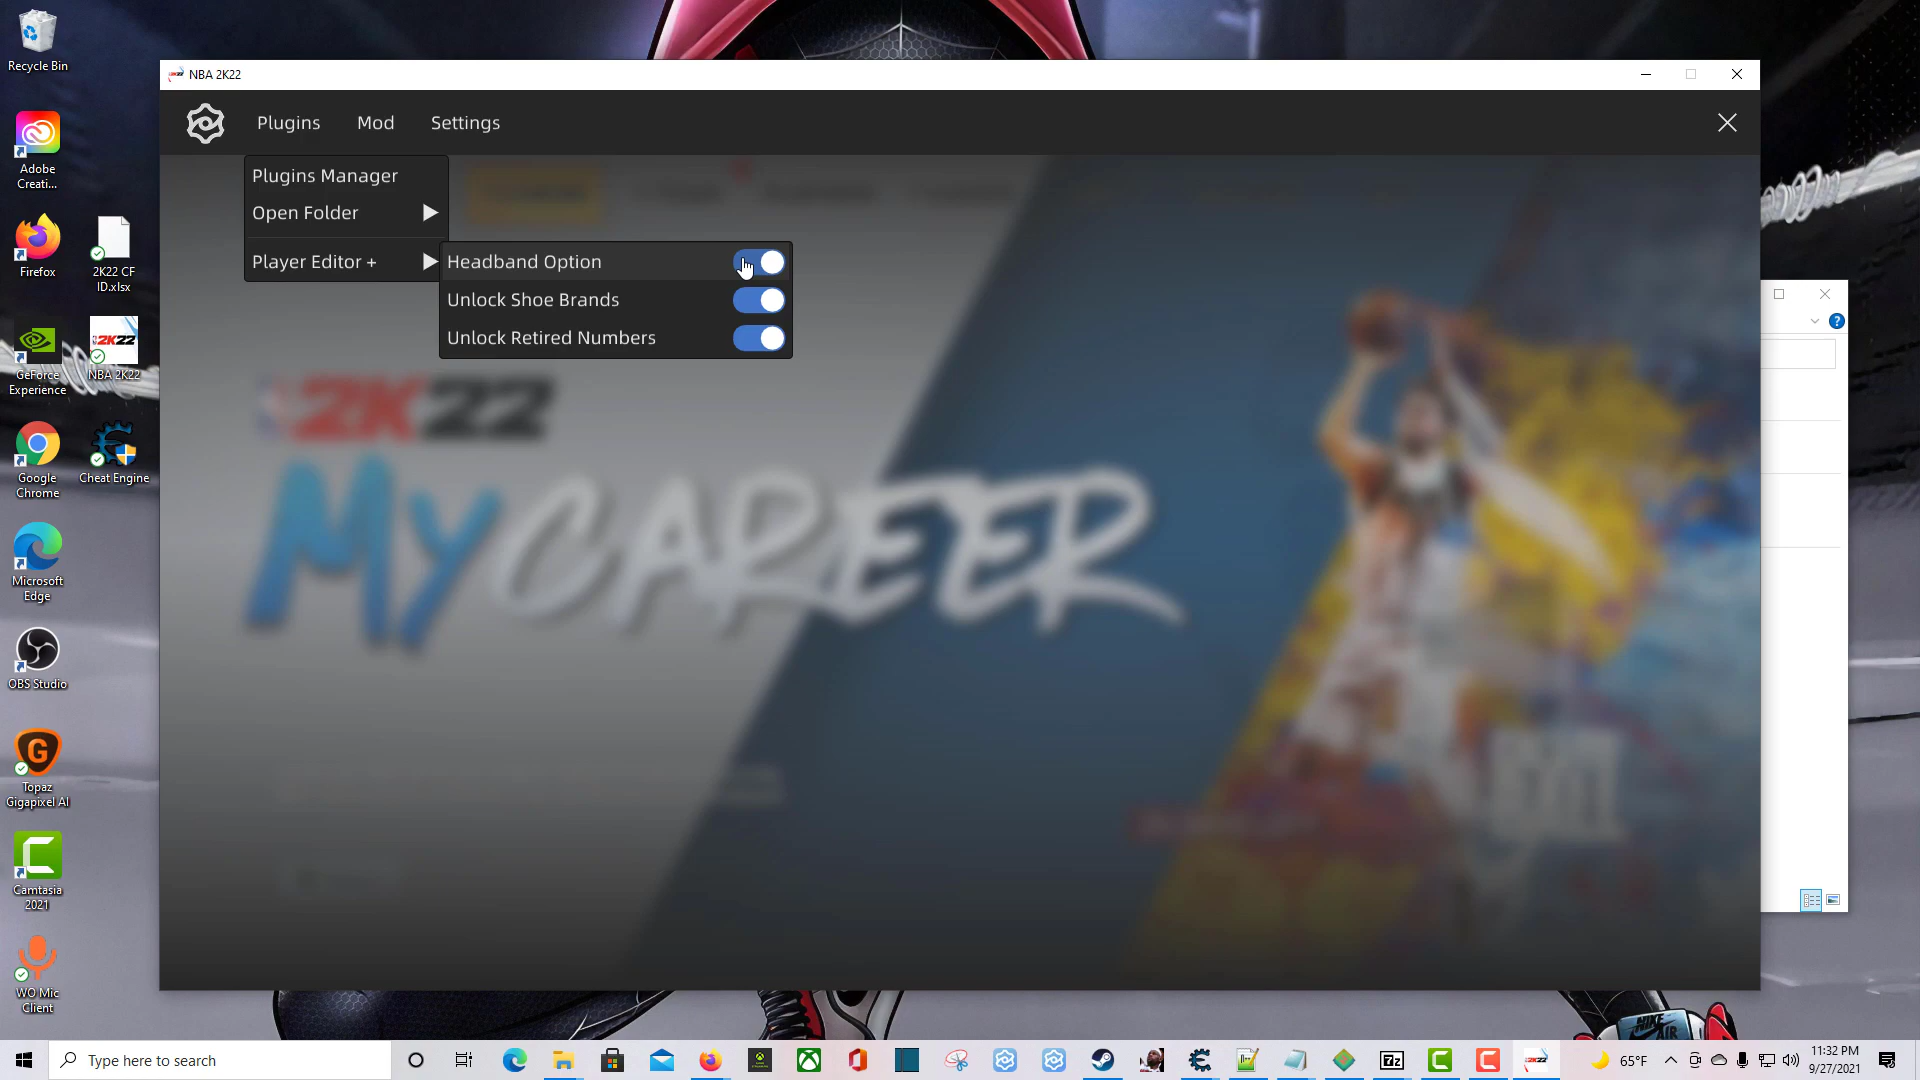 Recycle Bin
Adobe
Creati...
Firefox
2K22 CF
ID.xlsx
GeForce
Experience
2K22
NBA 2K22
Google
Chrome
Cheat Engine
Microsoft
Edge
OBS Studio
Topaz
Gigapixel AI
Camtasia
2021
WO Mic
Client
NBA 2K22
Plugins
Mod
Settings
Plugins Manager
Open Folder
Player Editor +
Headband Option
Unlock Shoe Brands
Unlock Retired Numbers
2K22
MyCAREER
NIKE
AIR
Type here to search
7z
65°F
11:32 PM
9/27/2021